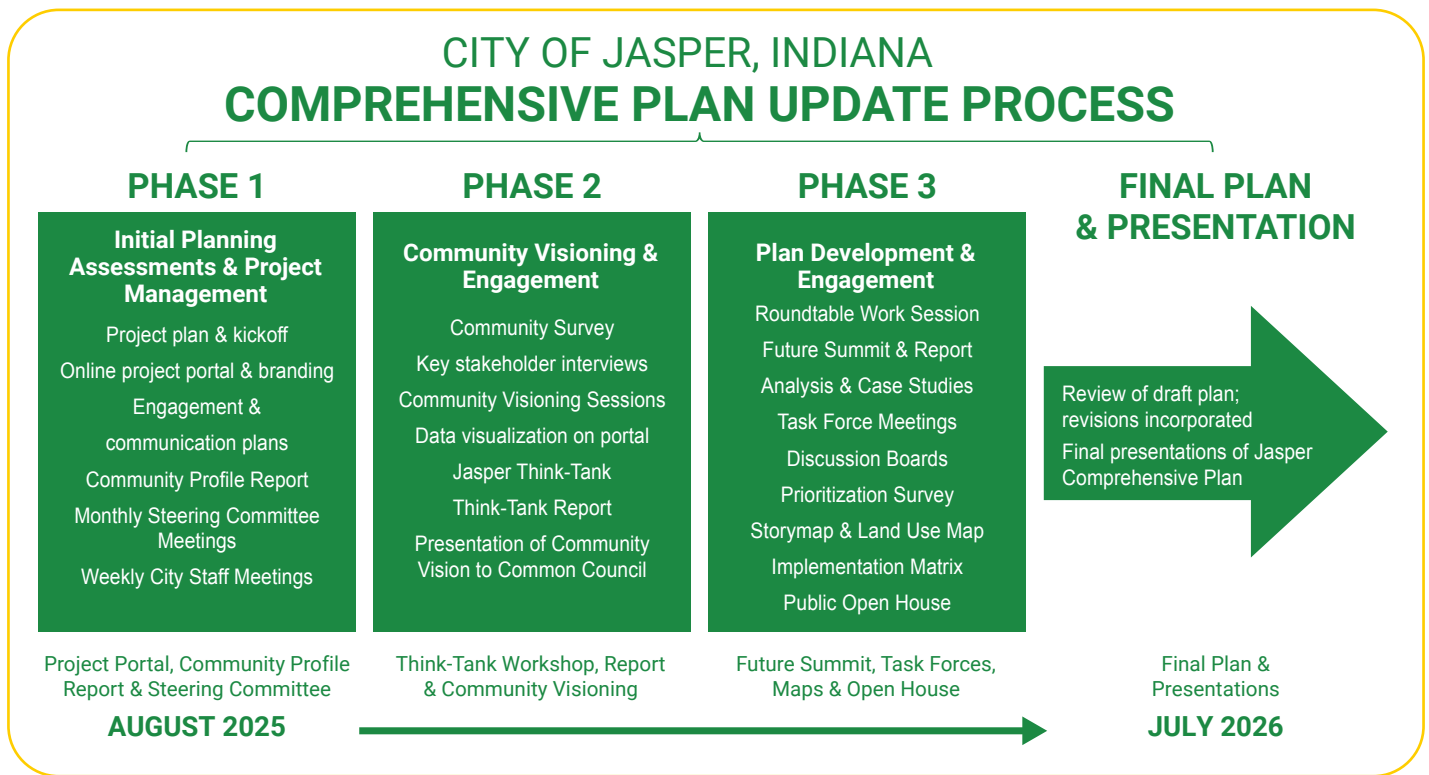 CITY OF JASPER, INDIANA
COMPREHENSIVE PLAN UPDATE PROCESS
PHASE 1
Initial Planning
Assessments & Project
Management
Project plan & kickoff
Online project portal & branding
Engagement &
communication plans
Community Profile Report
Monthly Steering Committee
Meetings
Weekly City Staff Meetings
Project Portal, Community Profile
Report & Steering Committee
AUGUST 2025
PHASE 2
Community Visioning &
Engagement
Community Survey
Key stakeholder interviews
Community Visioning Sessions
Data visualization on portal
Jasper Think-Tank
Think-Tank Report
Presentation of Community
Vision to Common Council
Think-Tank Workshop, Report
& Community Visioning
PHASE 3
Plan Development &
Engagement
Roundtable Work Session
Future Summit & Report
Analysis & Case Studies
Task Force Meetings
Discussion Boards
Prioritization Survey
Storymap & Land Use Map
Implementation Matrix
Public Open House
Future Summit, Task Forces,
Maps & Open House
FINAL PLAN
& PRESENTATION
Review of draft plan;
revisions incorporated
Final presentations of Jasper
Comprehensive Plan
Final Plan &
Presentations
JULY 2026